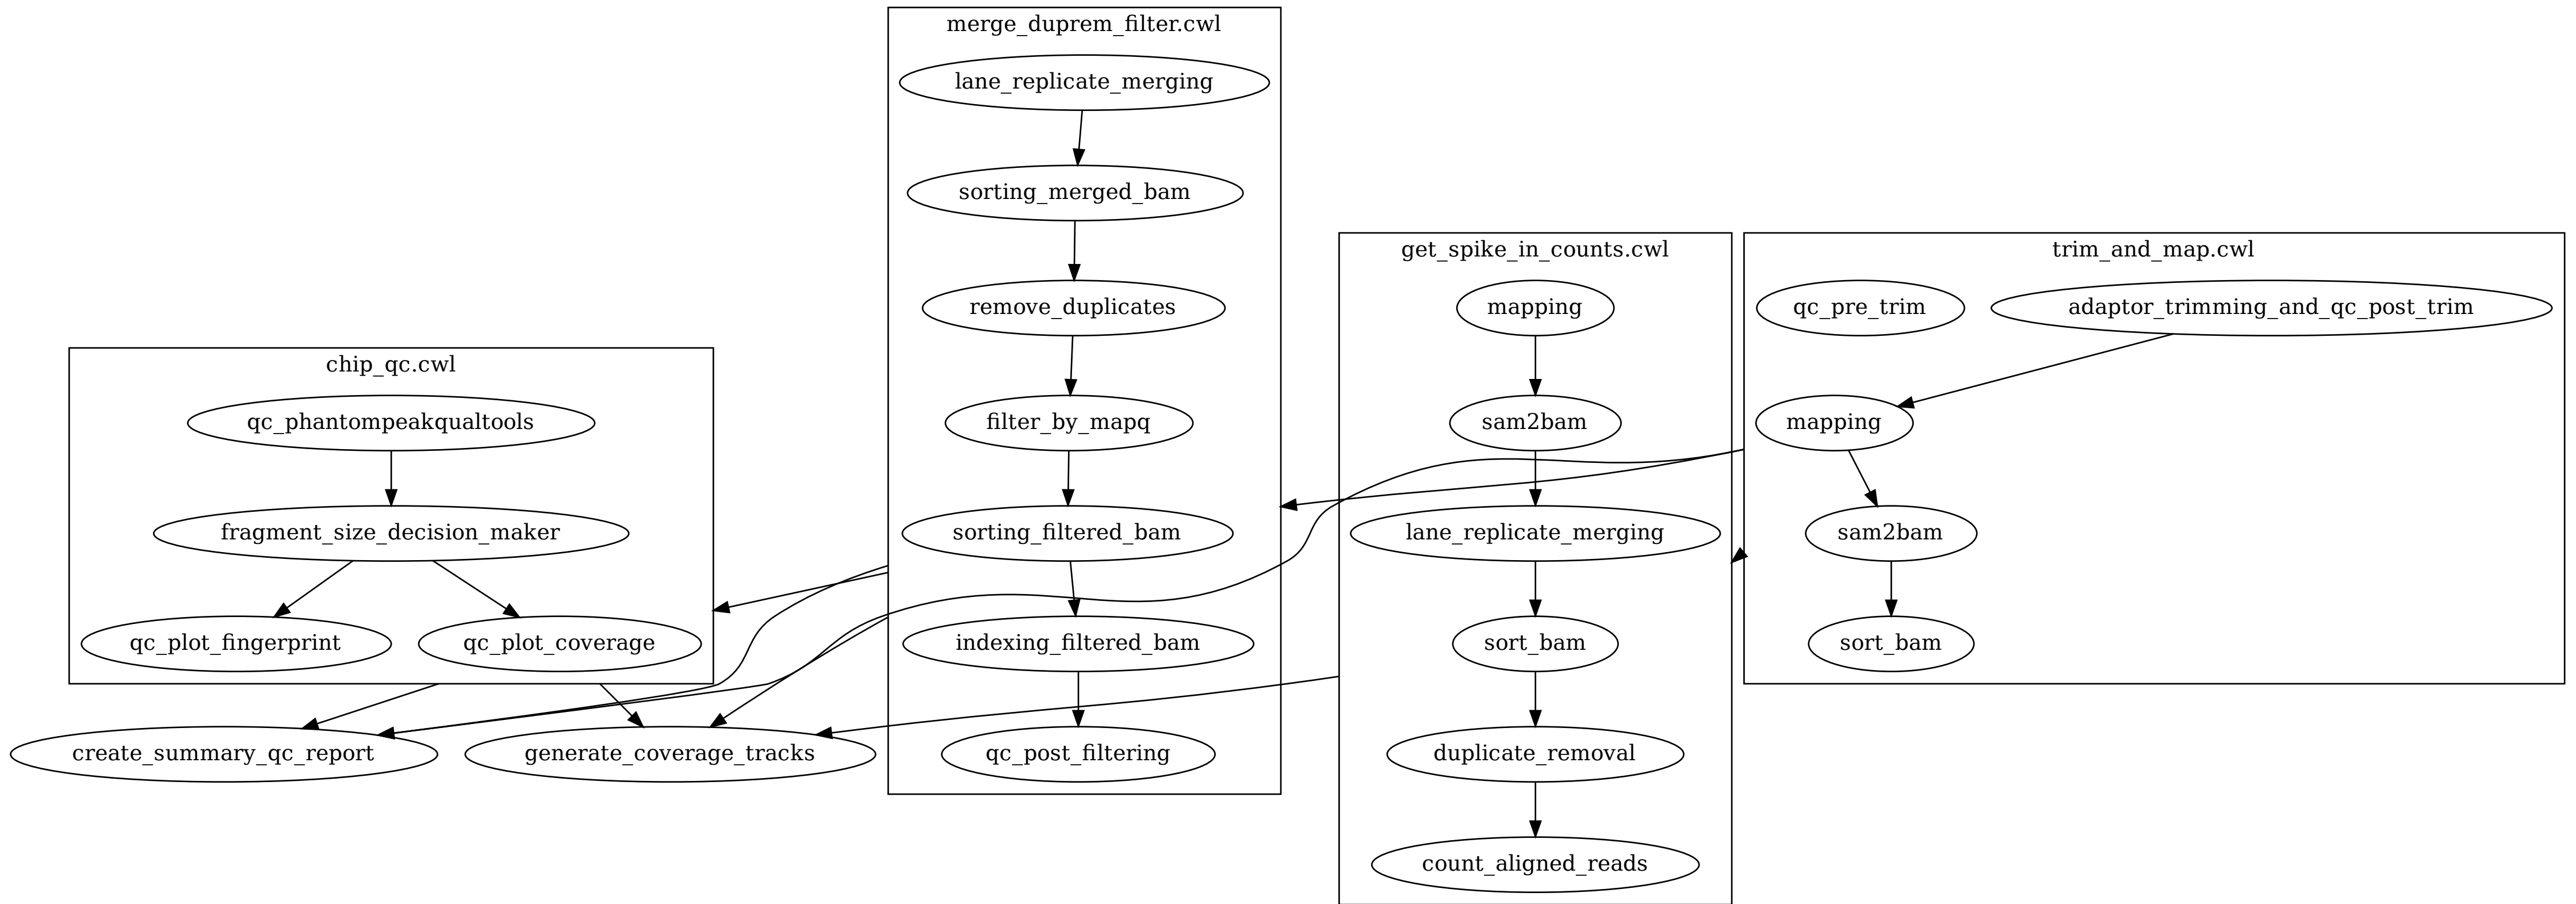 merge_duprem_filter.cwl
lane_replicate_merging
sorting_merged_bam
remove_duplicates
filter_by_mapq
sorting_filtered_bam
indexing_filtered_bam
qc_post_filtering
get_spike_in_counts.cwl
mapping
sam2bam
lane_replicate_merging
sort_bam
duplicate_removal
count_aligned_reads
trim_and_map.cwl
qc_pre_trim
adaptor_trimming_and_qc_post_trim
mapping
sam2bam
sort_bam
chip_qc.cwl
qc_phantompeakqualtools
fragment_size_decision_maker
qc_plot_fingerprint
qc_plot_coverage
create_summary_qc_report
generate_coverage_tracks